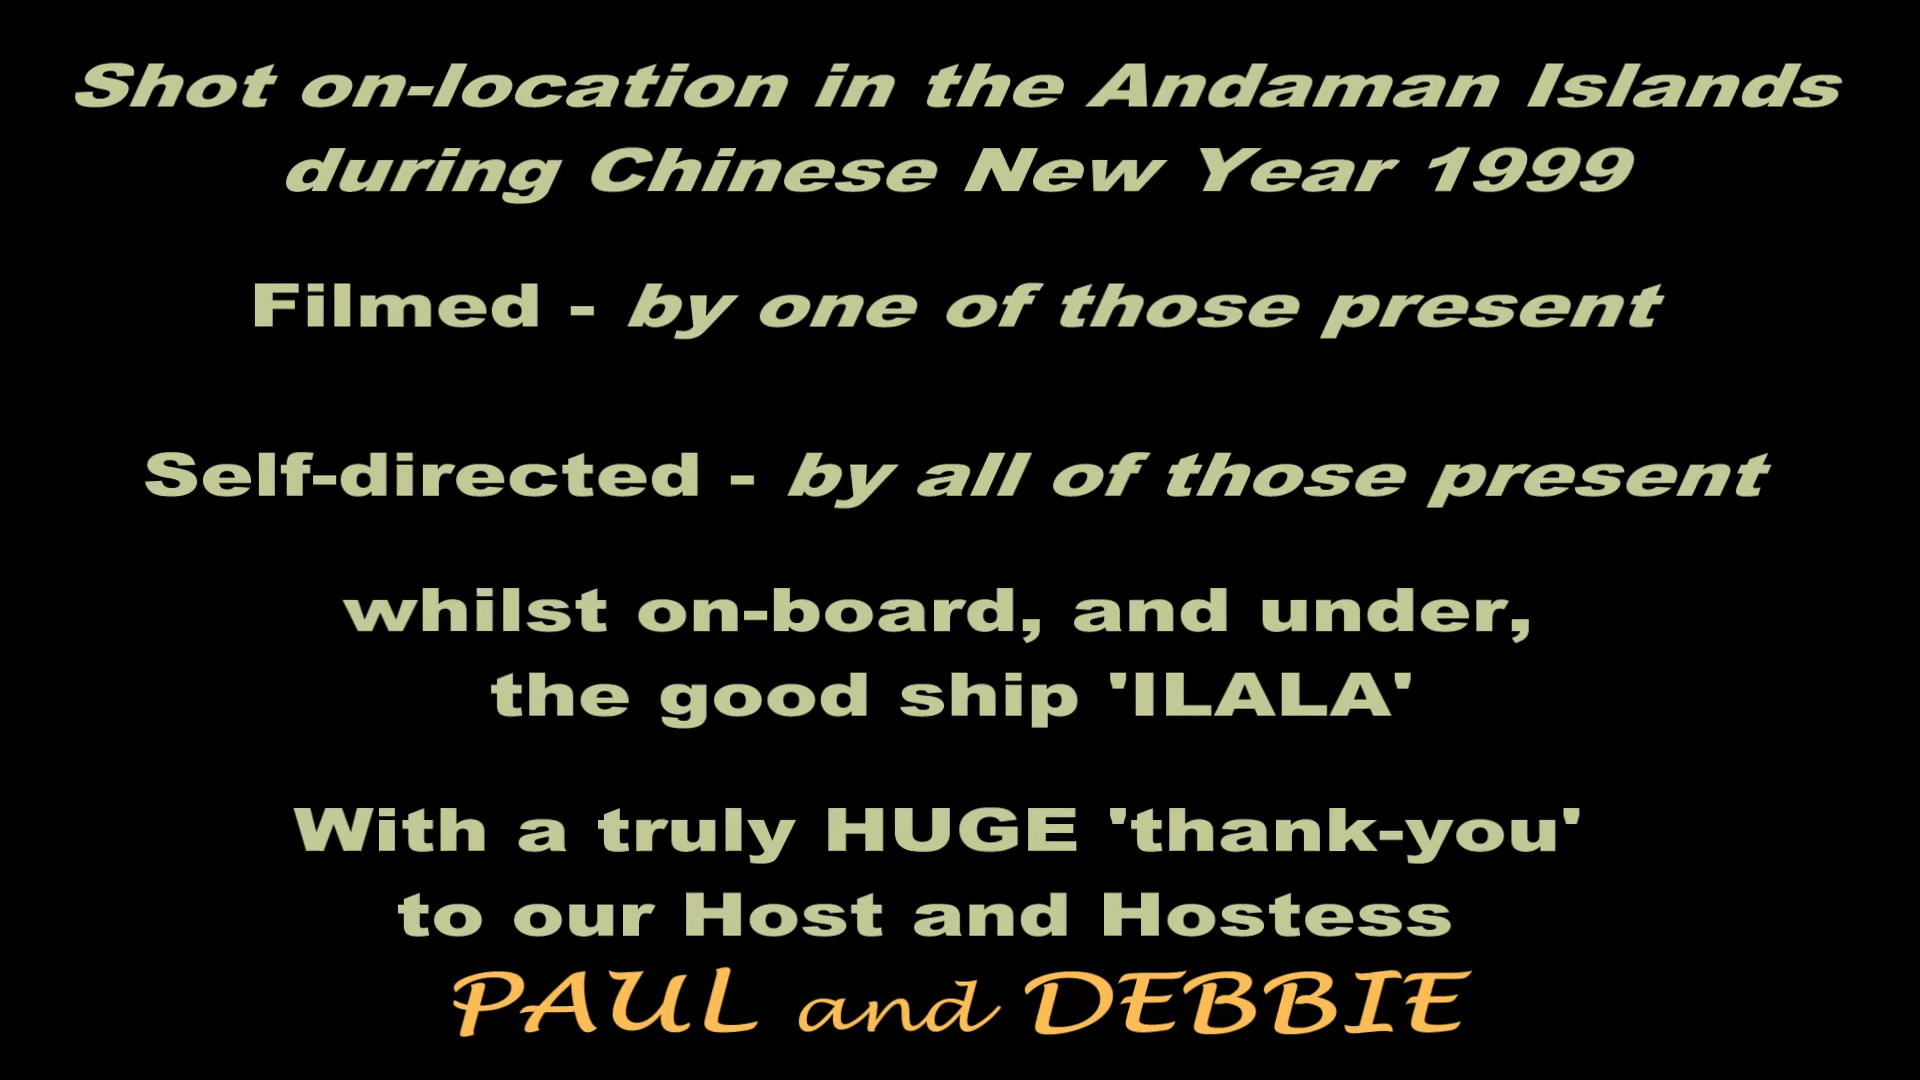 Shot on-location in the Andaman Islands
during Chinese New Year 1999
Filmed - by one of those present
Self-directed - by all of those present
whilst on-board, and under,
the good ship 'ILALA'
With a truly HUGE 'thank-you'
to our Host and Hostess
PAUL and DEBBIE